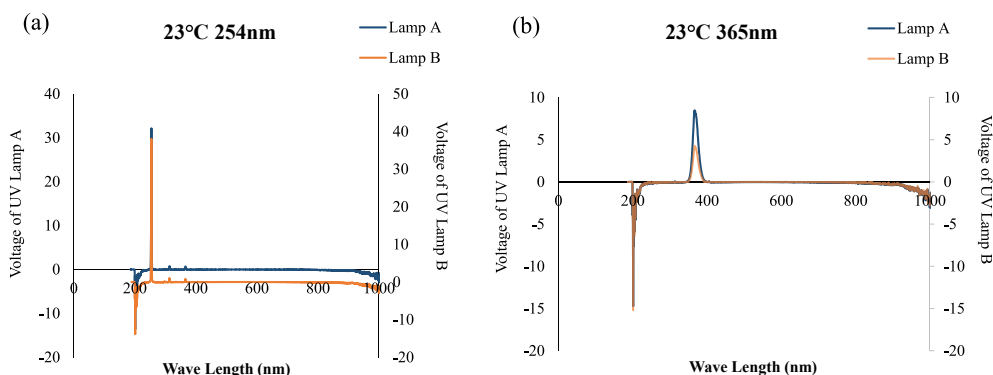 (a)
23°C 254nm
Lamp A
Lamp B
Voltage of UV Lamp A
40
30
20
10
0
-10
-20
50
40
30
20
10
0
-10
-20
Voltage of UV Lamp B
0
200
400
600
800
1000
Wave Length (nm)
(b)
23°C 365nm
Lamp A
Lamp B
Voltage of UV Lamp A
10
5
0
-5
-10
-15
-20
10
5
0
-5
-10
-15
-20
Voltage of UV Lamp B
0
200
400
600
800
1000
Wave Length (nm)